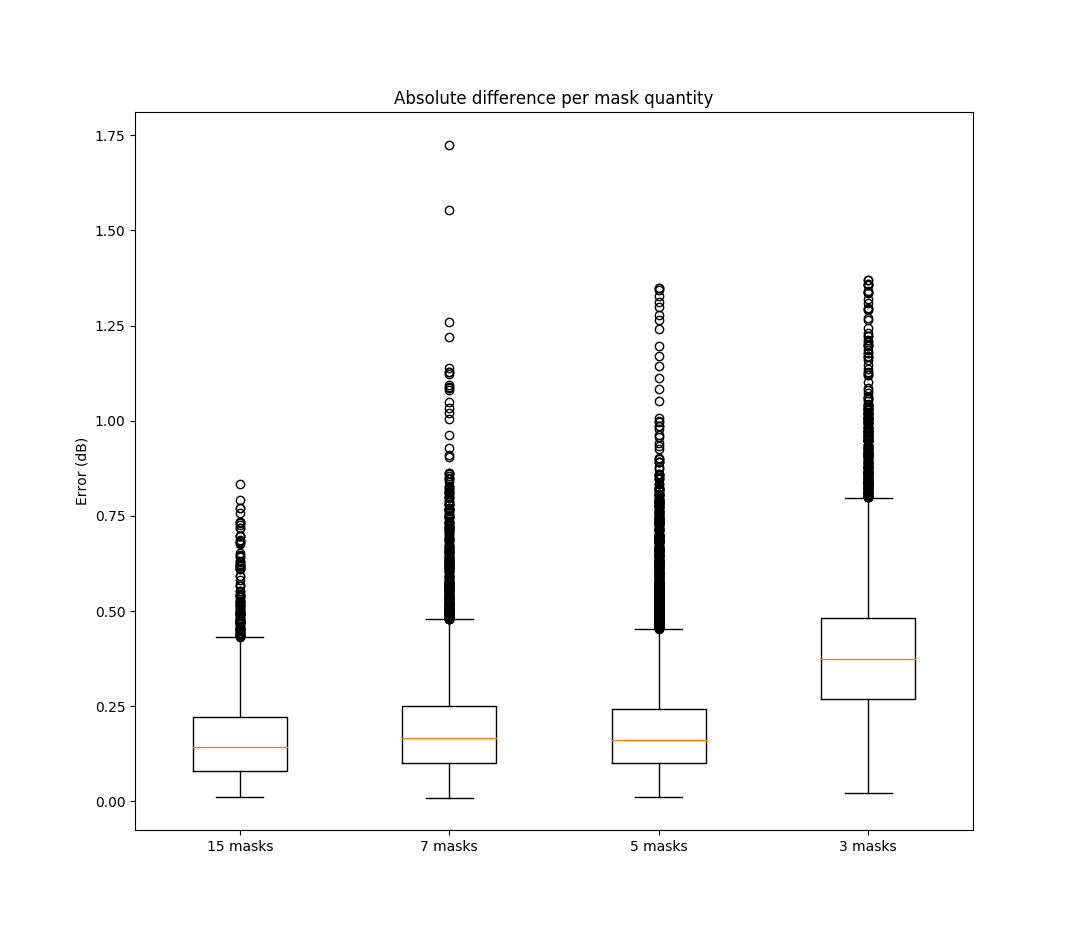 Absolute difference per mask quantity
Error (dB)
1.75
1.50
1.25
1.00
0.75
0.50
0.25
0.00
15 masks
7 masks
5 masks
3 masks